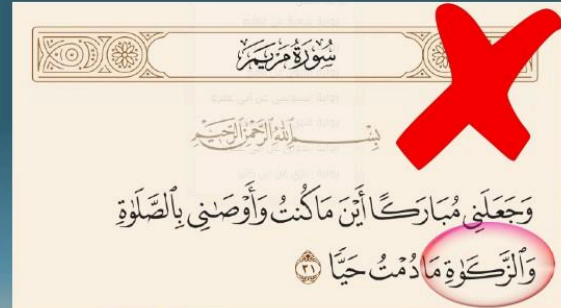 سُورَةُ مَرْيَمَ
بِسْمِ ٱللَّهِ ٱلرَّحْمَٰنِ ٱلرَّحِيمِ
وَجَعَلَنِي مُبَارَكًا أَيْنَ مَا كُنتُ وَأَوْصَٰنِي بِٱلصَّلَوٰةِ
وَٱلزَّكَوٰةِ مَا دُمْتُ حَيًّا ٣١